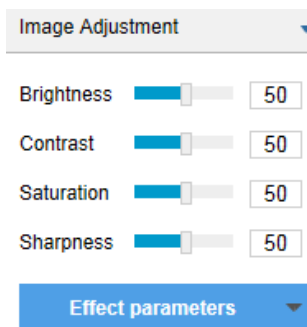 Image Adjustment
Brightness 50
Contrast 50
Saturation 50
Sharpness 50
Effect parameters